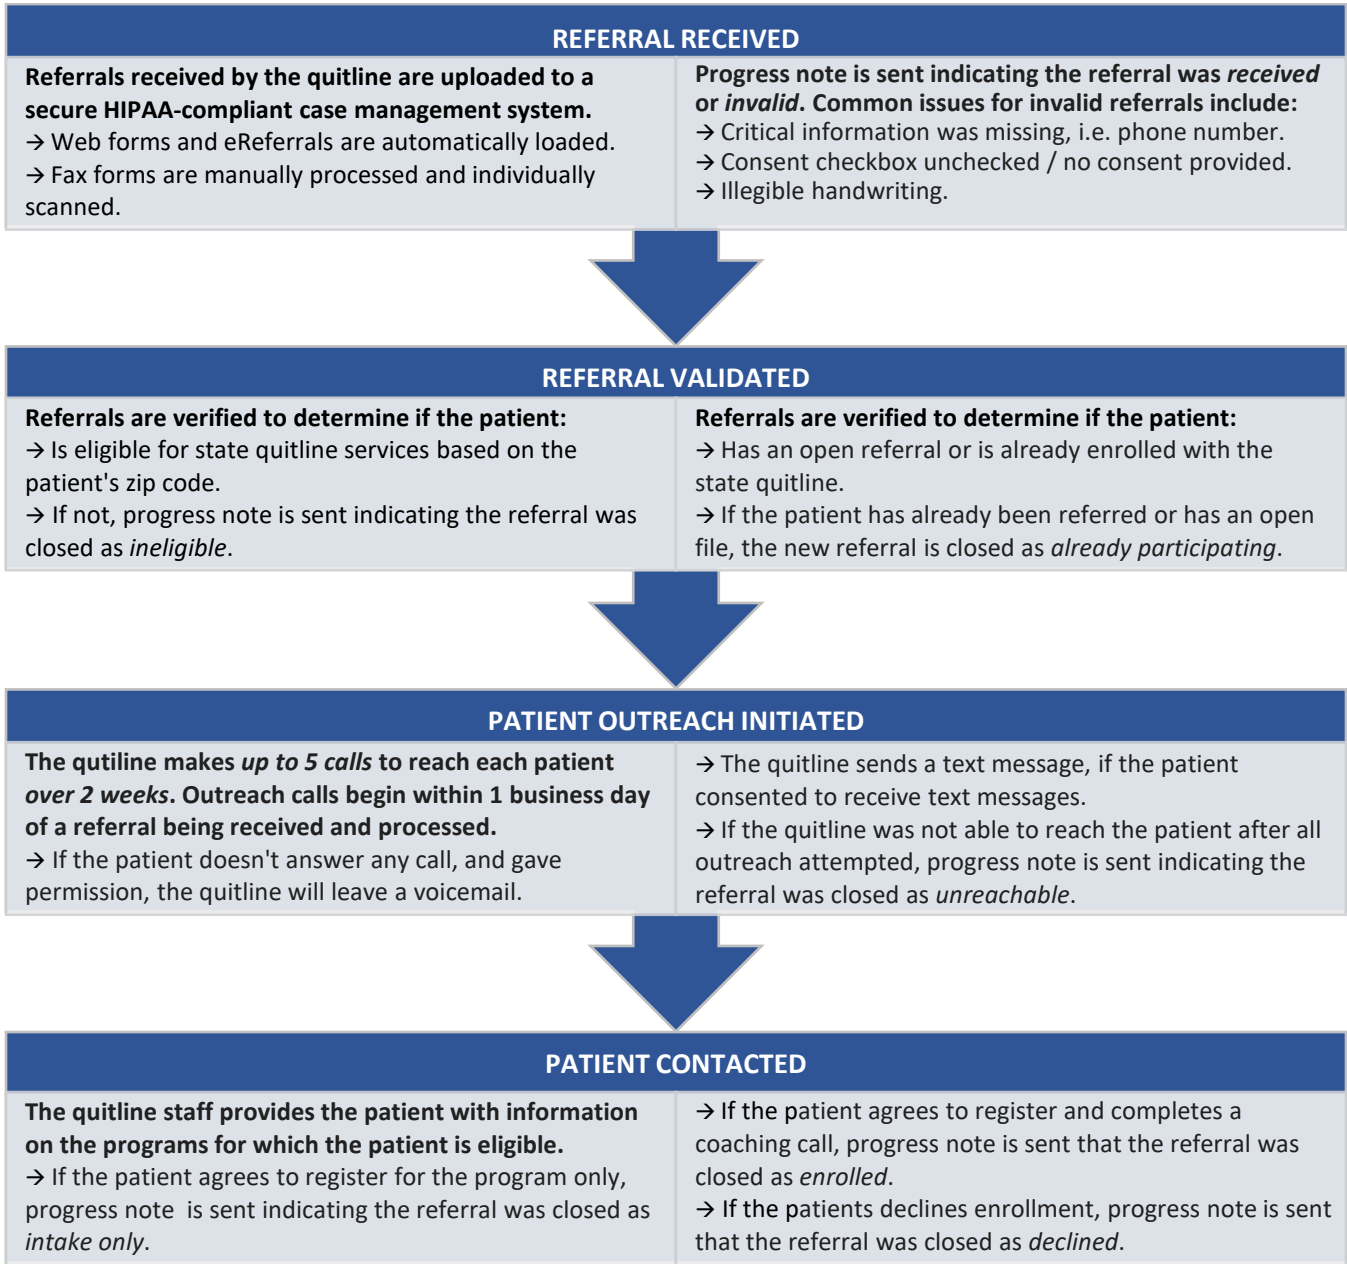 REFERRAL RECEIVED
Referrals received by the quitline are uploaded to a
secure HIPAA-compliant case management system.
→ Web forms and eReferrals are automatically loaded.
→ Fax forms are manually processed and individually
scanned.
Progress note is sent indicating the referral was received
or invalid. Common issues for invalid referrals include:
→ Critical information was missing, i.e. phone number.
→ Consent checkbox unchecked / no consent provided.
→ Illegible handwriting.
REFERRAL VALIDATED
Referrals are verified to determine if the patient:
→ Is eligible for state quitline services based on the
patient's zip code.
→ If not, progress note is sent indicating the referral was
closed as ineligible.
Referrals are verified to determine if the patient:
→ Has an open referral or is already enrolled with the
state quitline.
→ If the patient has already been referred or has an open
file, the new referral is closed as already participating.
PATIENT OUTREACH INITIATED
The qutiline makes up to 5 calls to reach each patient
over 2 weeks. Outreach calls begin within 1 business day
of a referral being received and processed.
→ If the patient doesn't answer any call, and gave
permission, the quitline will leave a voicemail.
→ The quitline sends a text message, if the patient
consented to receive text messages.
→ If the quitline was not able to reach the patient after all
outreach attempted, progress note is sent indicating the
referral was closed as unreachable.
PATIENT CONTACTED
The quitline staff provides the patient with information
on the programs for which the patient is eligible.
→ If the patient agrees to register for the program only,
progress note is sent indicating the referral was closed as
intake only.
→ If the patient agrees to register and completes a
coaching call, progress note is sent that the referral was
closed as enrolled.
→ If the patients declines enrollment, progress note is sent
that the referral was closed as declined.